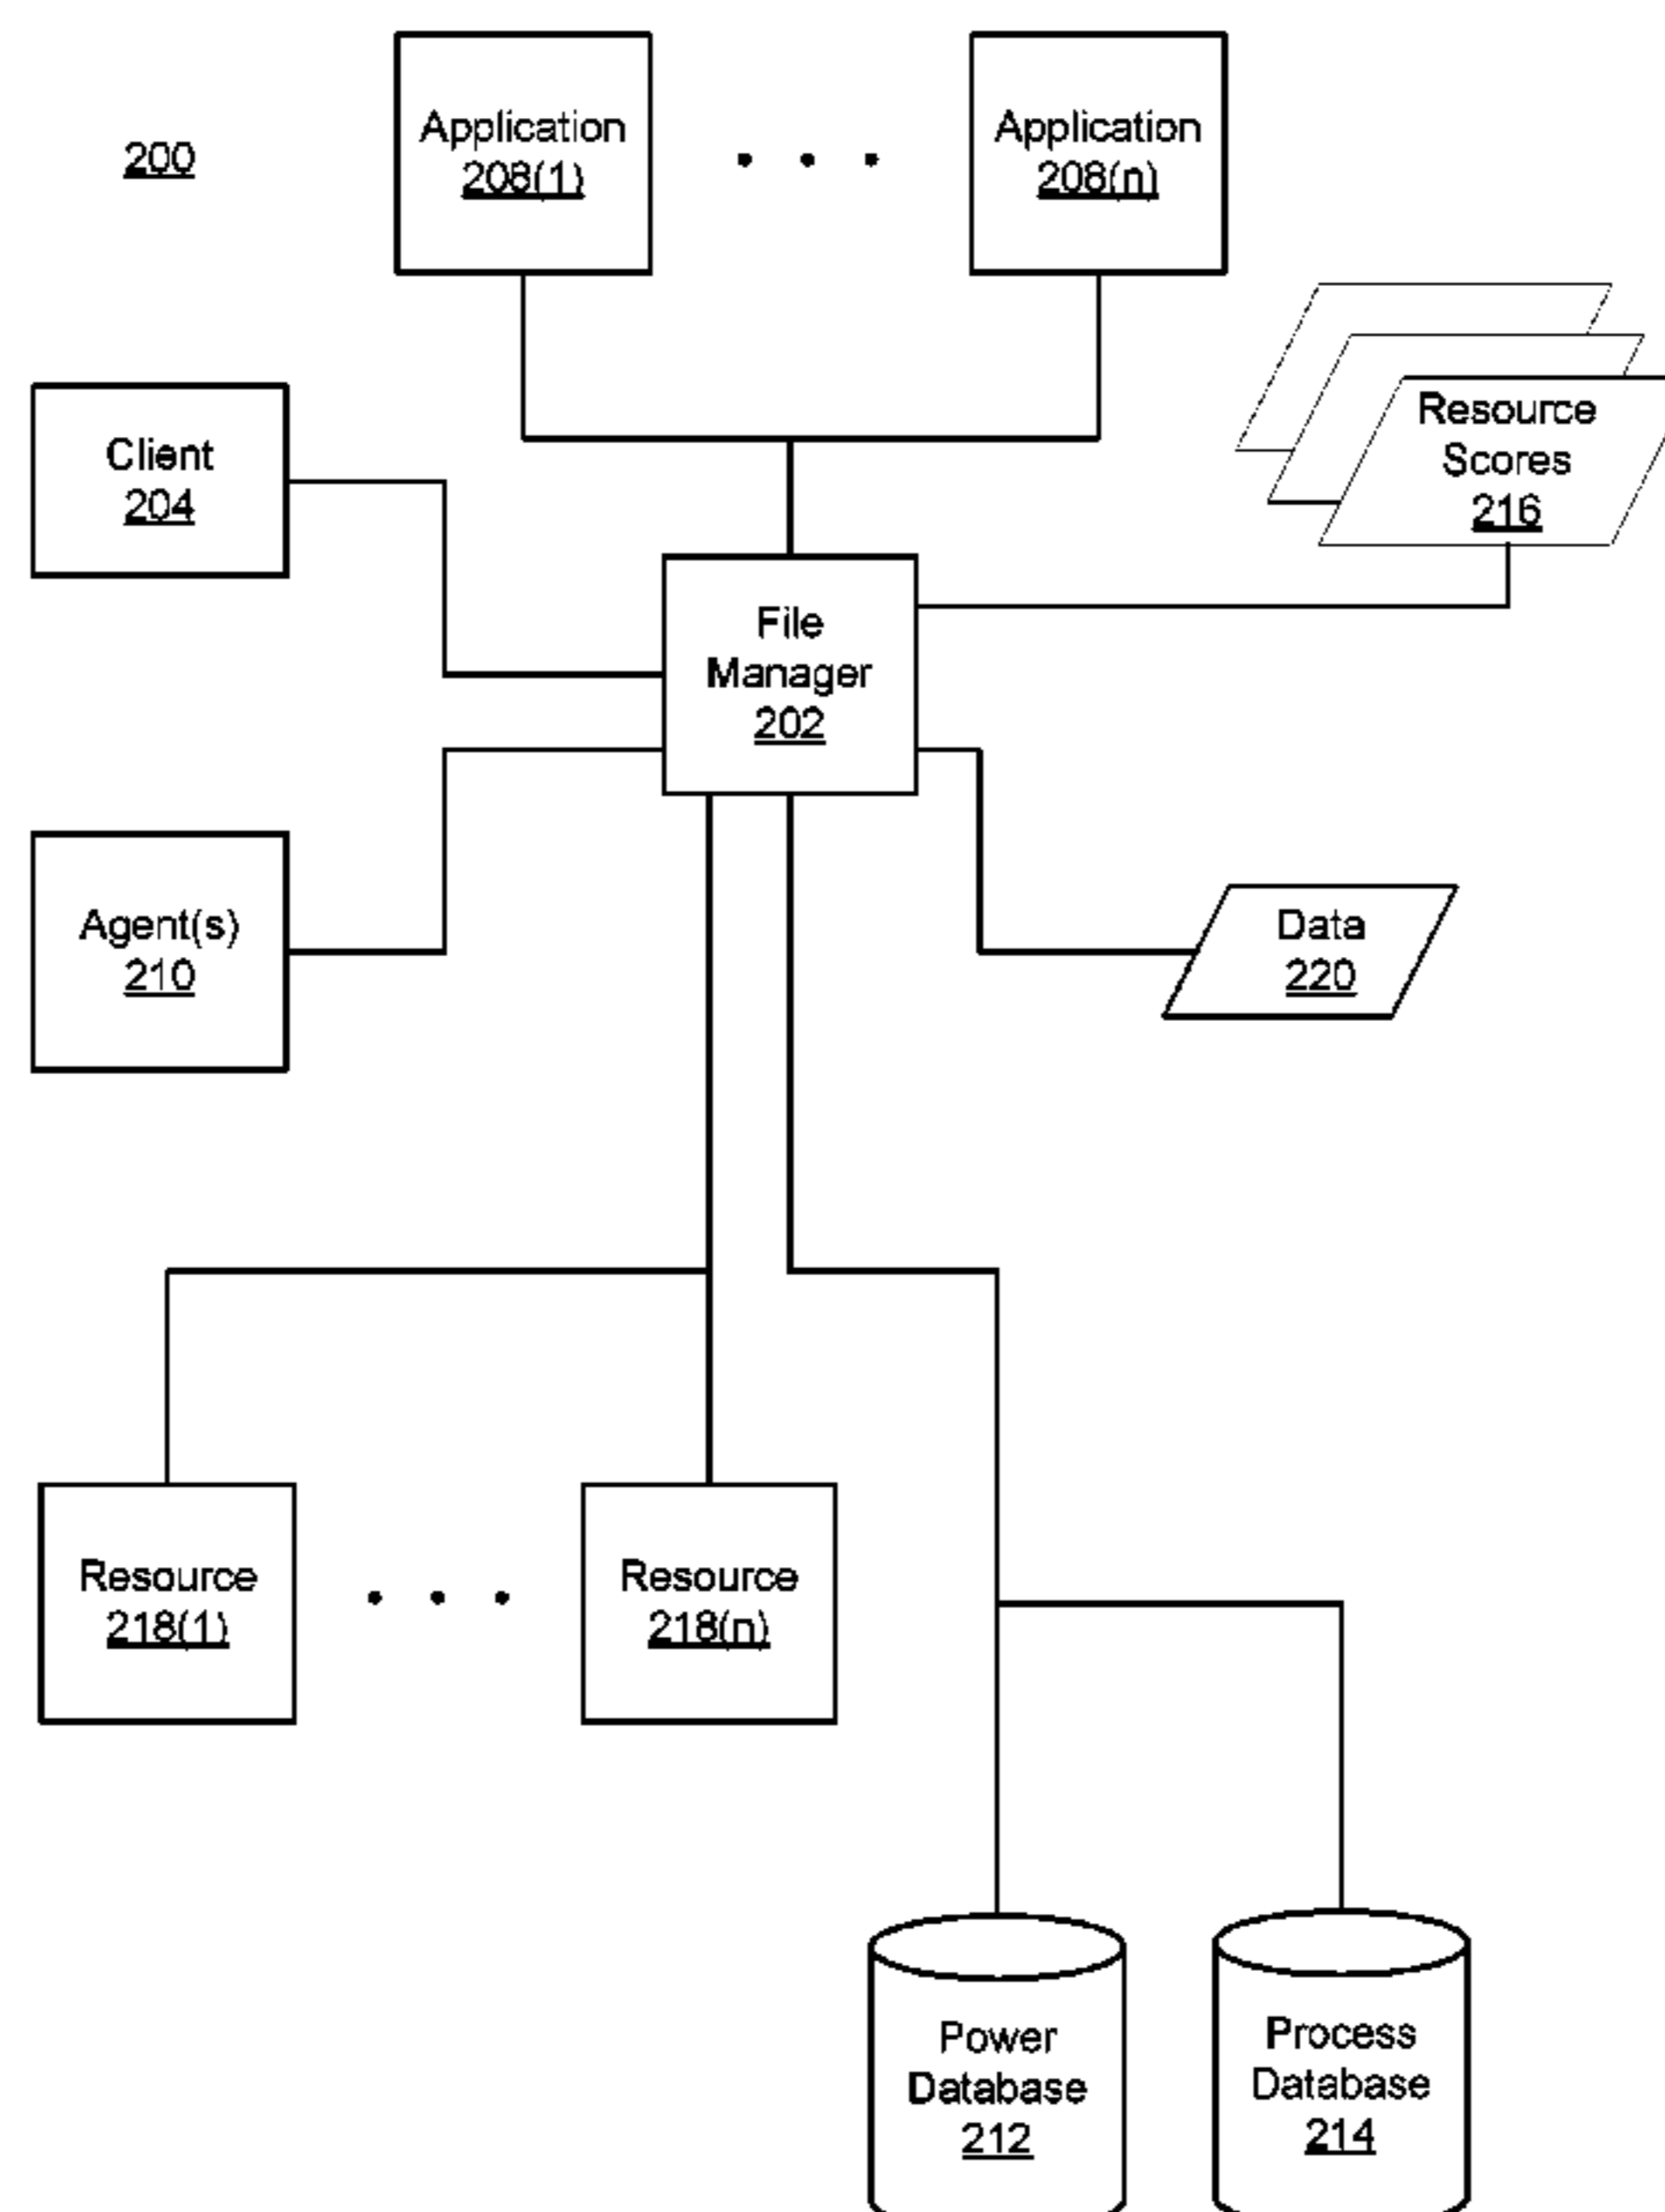 200
Application
208(1)
Application
208(n)
Resource
Scores
216
Client
204
File
Manager
202
Agent(s)
210
Data
220
Resource
218(1)
Resource
218(n)
Power
Database
212
Process
Database
214